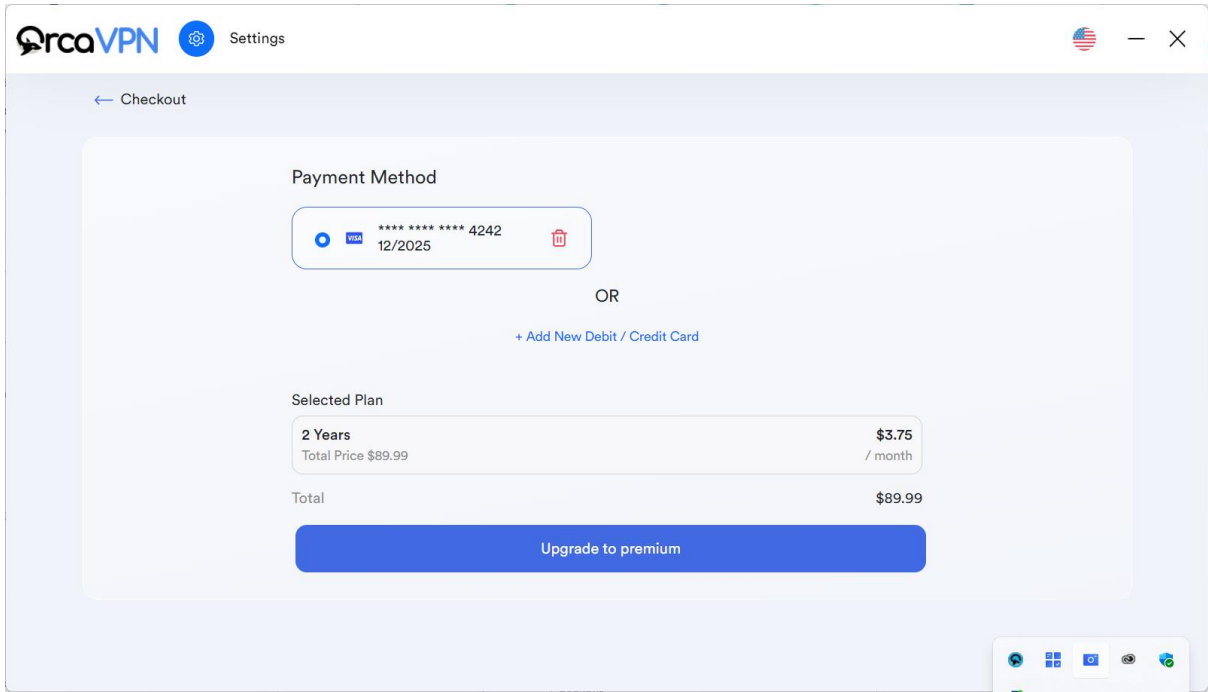 OrcaVPN
Settings
Checkout
Payment Method
VISA
**** **** **** 4242
12/2025
OR
+ Add New Debit / Credit Card
Selected Plan
2 Years
$3.75
Total Price $89.99
/ month
Total
$89.99
Upgrade to premium